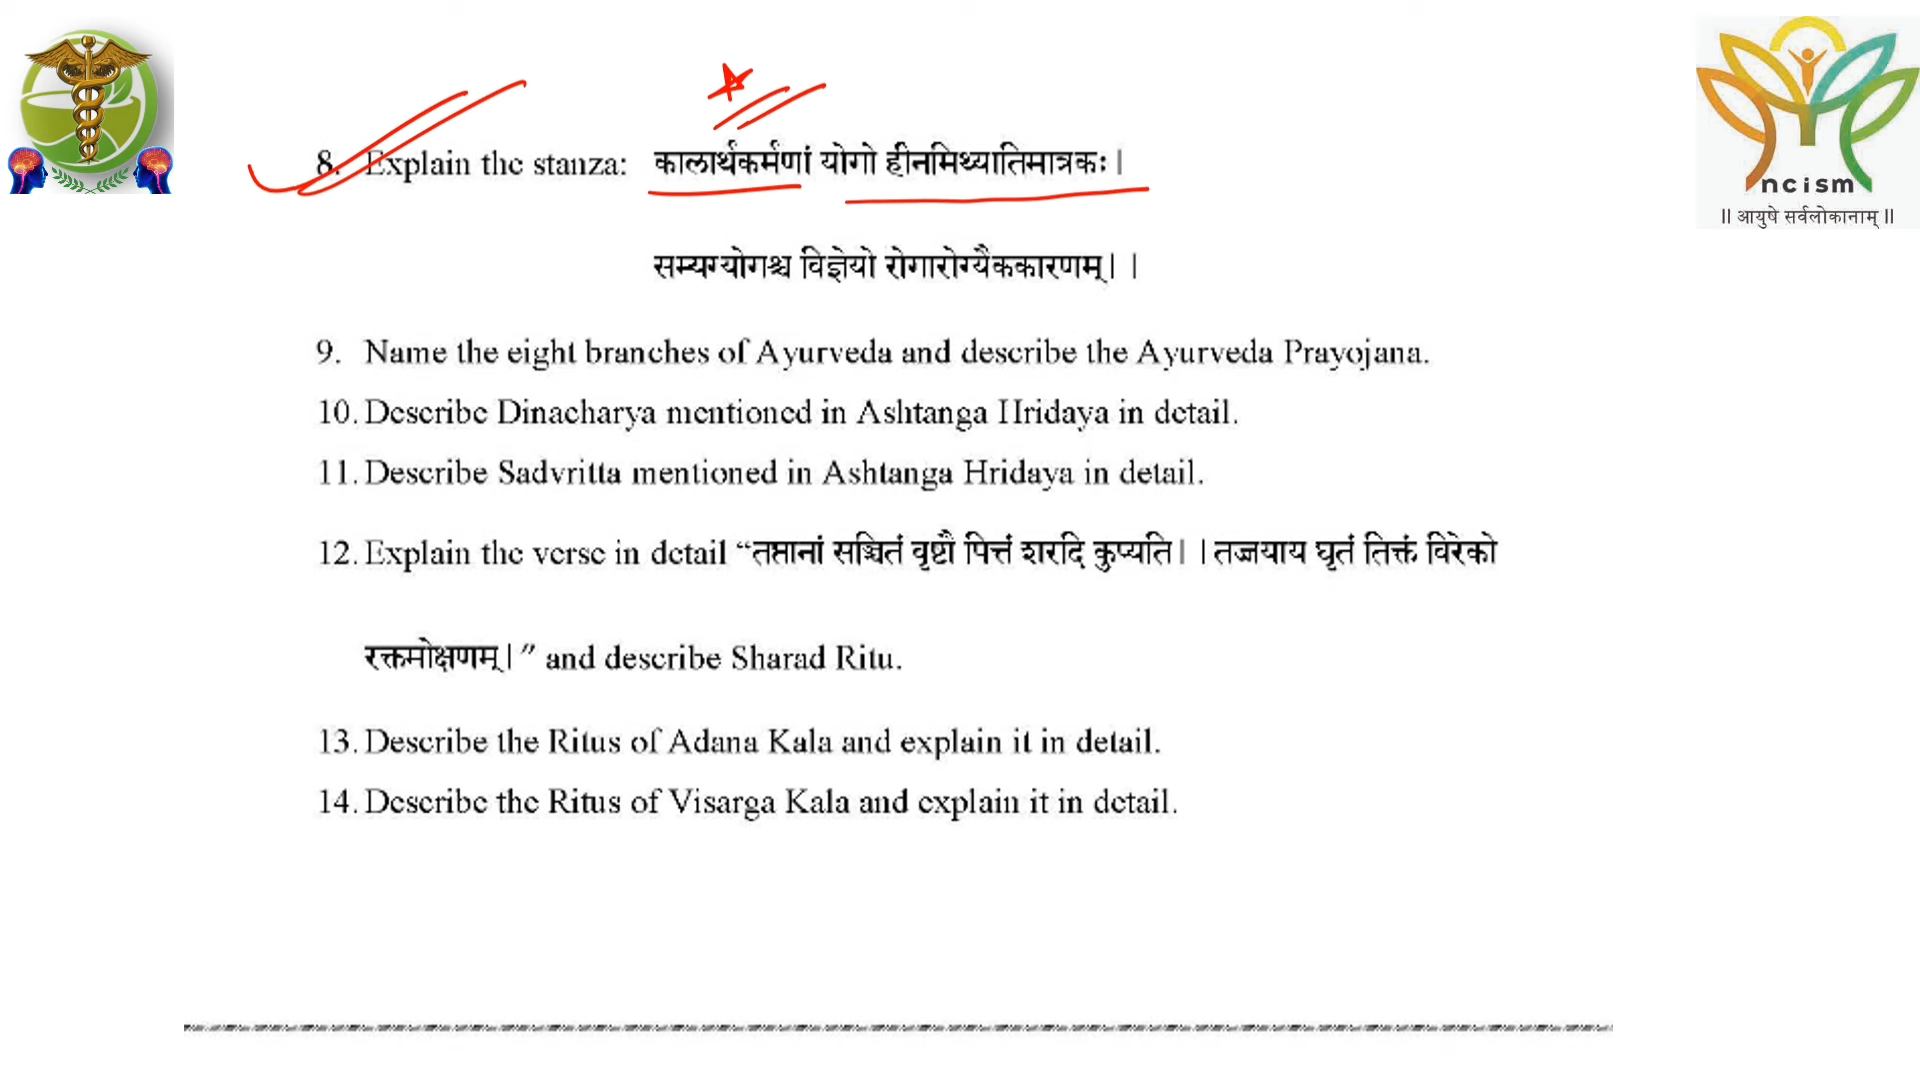 8. Explain the stanza: कालार्थकर्मणां योगो हीनमिथ्यातिमात्रकः।
ncism
॥ आयुषे सर्वलोकानाम् ॥
सम्यग्योगश्च विज्ञेयो रोगारोग्यैककारणम्।।
9. Name the eight branches of Ayurveda and describe the Ayurveda Prayojana.
10. Describe Dinacharya mentioned in Ashtanga Hridaya in detail.
11. Describe Sadvritta mentioned in Ashtanga Hridaya in detail.
12. Explain the verse in detail “तप्तानां सञ्चितं वृष्टौ पित्तं शरदि कुप्यति।।तज्जयाय घृतं तिक्तं विरेको
रक्तमोक्षणम्।” and describe Sharad Ritu.
13. Describe the Ritus of Adana Kala and explain it in detail.
14. Describe the Ritus of Visarga Kala and explain it in detail.